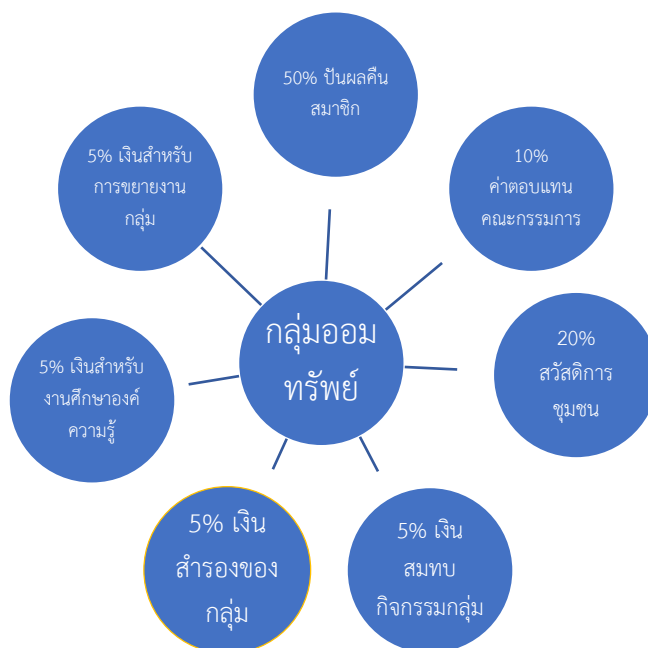 50% ปันผลคืน
สมาชิก
10%
ค่าตอบแทน
คณะกรรมการ
20%
สวัสดิการ
ชุมชน
5% เงิน
สมทบ
กิจกรรมกลุ่ม
5% เงิน
สำรองของ
กลุ่ม
5% เงินสำหรับ
งานศึกษาองค์
ความรู้
5% เงินสำหรับ
การขยายงาน
กลุ่ม
กลุ่มออม
ทรัพย์